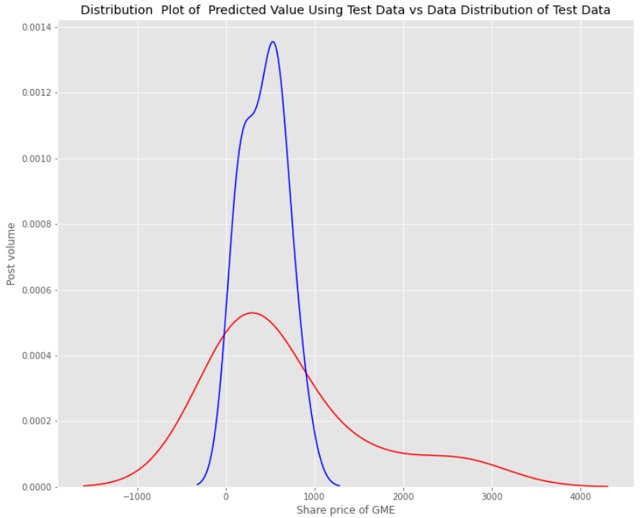 Distribution Plot of Predicted Value Using Test Data vs Data Distribution of Test Data
0.0014
0.0012
0.0010
0.0008
0.0006
0.0004
0.0002
0.0000
Post volume
−1000 0 1000 2000 3000 4000
Share price of GME